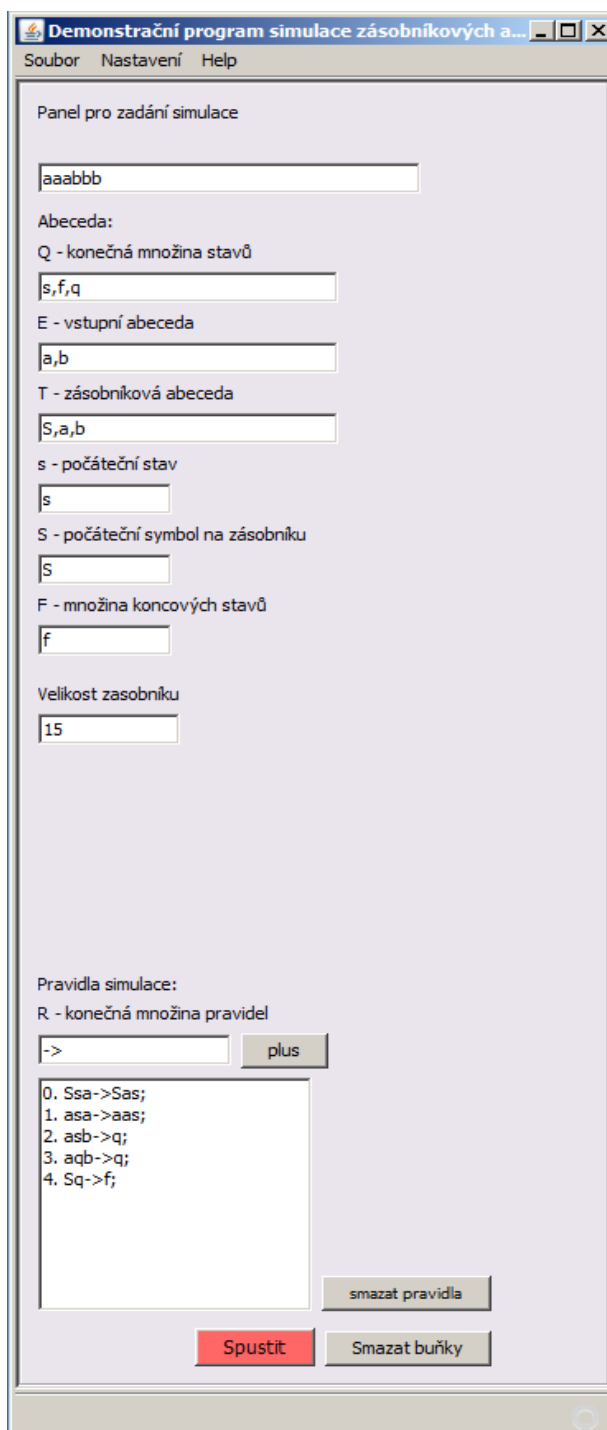 Demonstrační program simulace zásobníkových a...
Soubor Nastavení Help
Panel pro zadání simulace
aaabbb
Abeceda:
Q - konečná množina stavů
s,f,q
E - vstupní abeceda
a,b
T - zásobníková abeceda
S,a,b
s - počáteční stav
s
S - počáteční symbol na zásobníku
S
F - množina koncových stavů
f
Velikost zasobníku
15
Pravidla simulace:
R - konečná množina pravidel
-> plus
0. Ssa->Sas;
1. asa->aas;
2. asb->q;
3. aqb->q;
4. Sq->f;
smazat pravidla
Spustit Smazat buňky